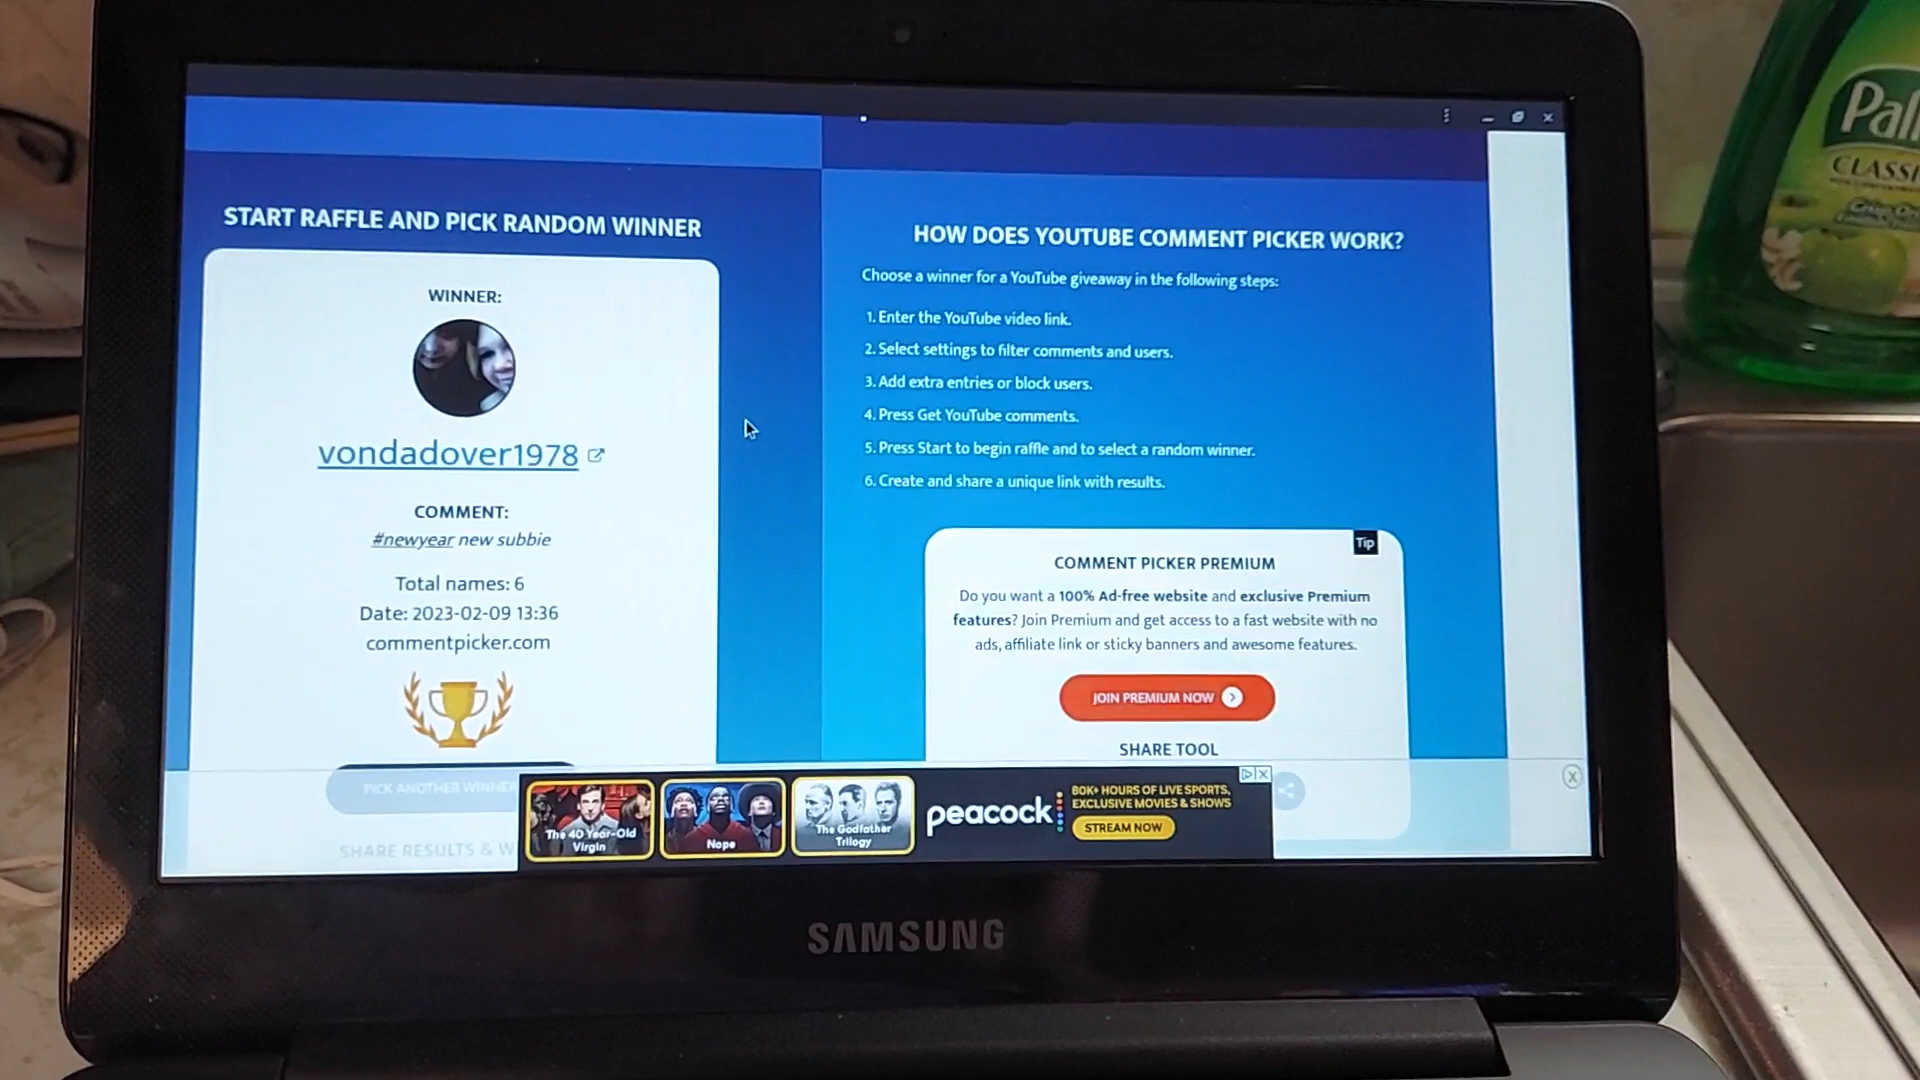 START RAFFLE AND PICK RANDOM WINNER
WINNER:
vondadover1978
COMMENT:
#newyear new subbie
Total names: 6
Date: 2023-02-09 13:36
commentpicker.com
PICK ANOTHER WINNER
SHARE RESULTS & W
HOW DOES YOUTUBE COMMENT PICKER WORK?
Choose a winner for a YouTube giveaway in the following steps:
1. Enter the YouTube video link.
2. Select settings to filter comments and users.
3. Add extra entries or block users.
4. Press Get YouTube comments.
5. Press Start to begin raffle and to select a random winner.
6. Create and share a unique link with results.
Tip
COMMENT PICKER PREMIUM
Do you want a 100% Ad-free website and exclusive Premium
features? Join Premium and get access to a fast website with no
ads, affiliate link or sticky banners and awesome features.
JOIN PREMIUM NOW
SHARE TOOL
The 40 Year-Old
Virgin
Nope
The Godfather
Trilogy
peacock
80K+ HOURS OF LIVE SPORTS,
EXCLUSIVE MOVIES & SHOWS
STREAM NOW
SAMSUNG
Pal
CLASSI